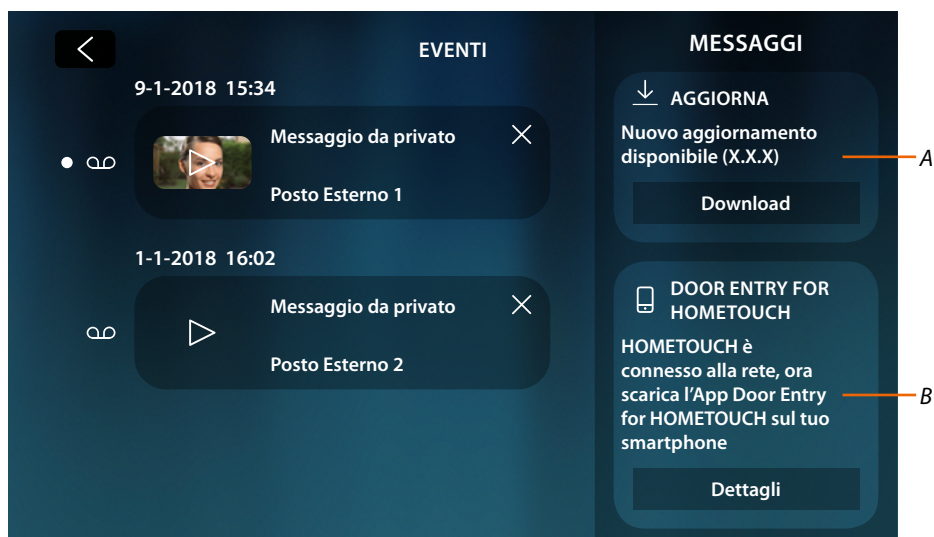 EVENTI
9-1-2018 15:34
Messaggio da privato
Posto Esterno 1
1-1-2018 16:02
Messaggio da privato
Posto Esterno 2
MESSAGGI
AGGIORNA
Nuovo aggiornamento
disponibile (X.X.X)
Download
A
DOOR ENTRY FOR
HOMETOUCH
HOMETOUCH è
connesso alla rete, ora
scarica l'App Door Entry
for HOMETOUCH sul tuo
smartphone
Dettagli
B